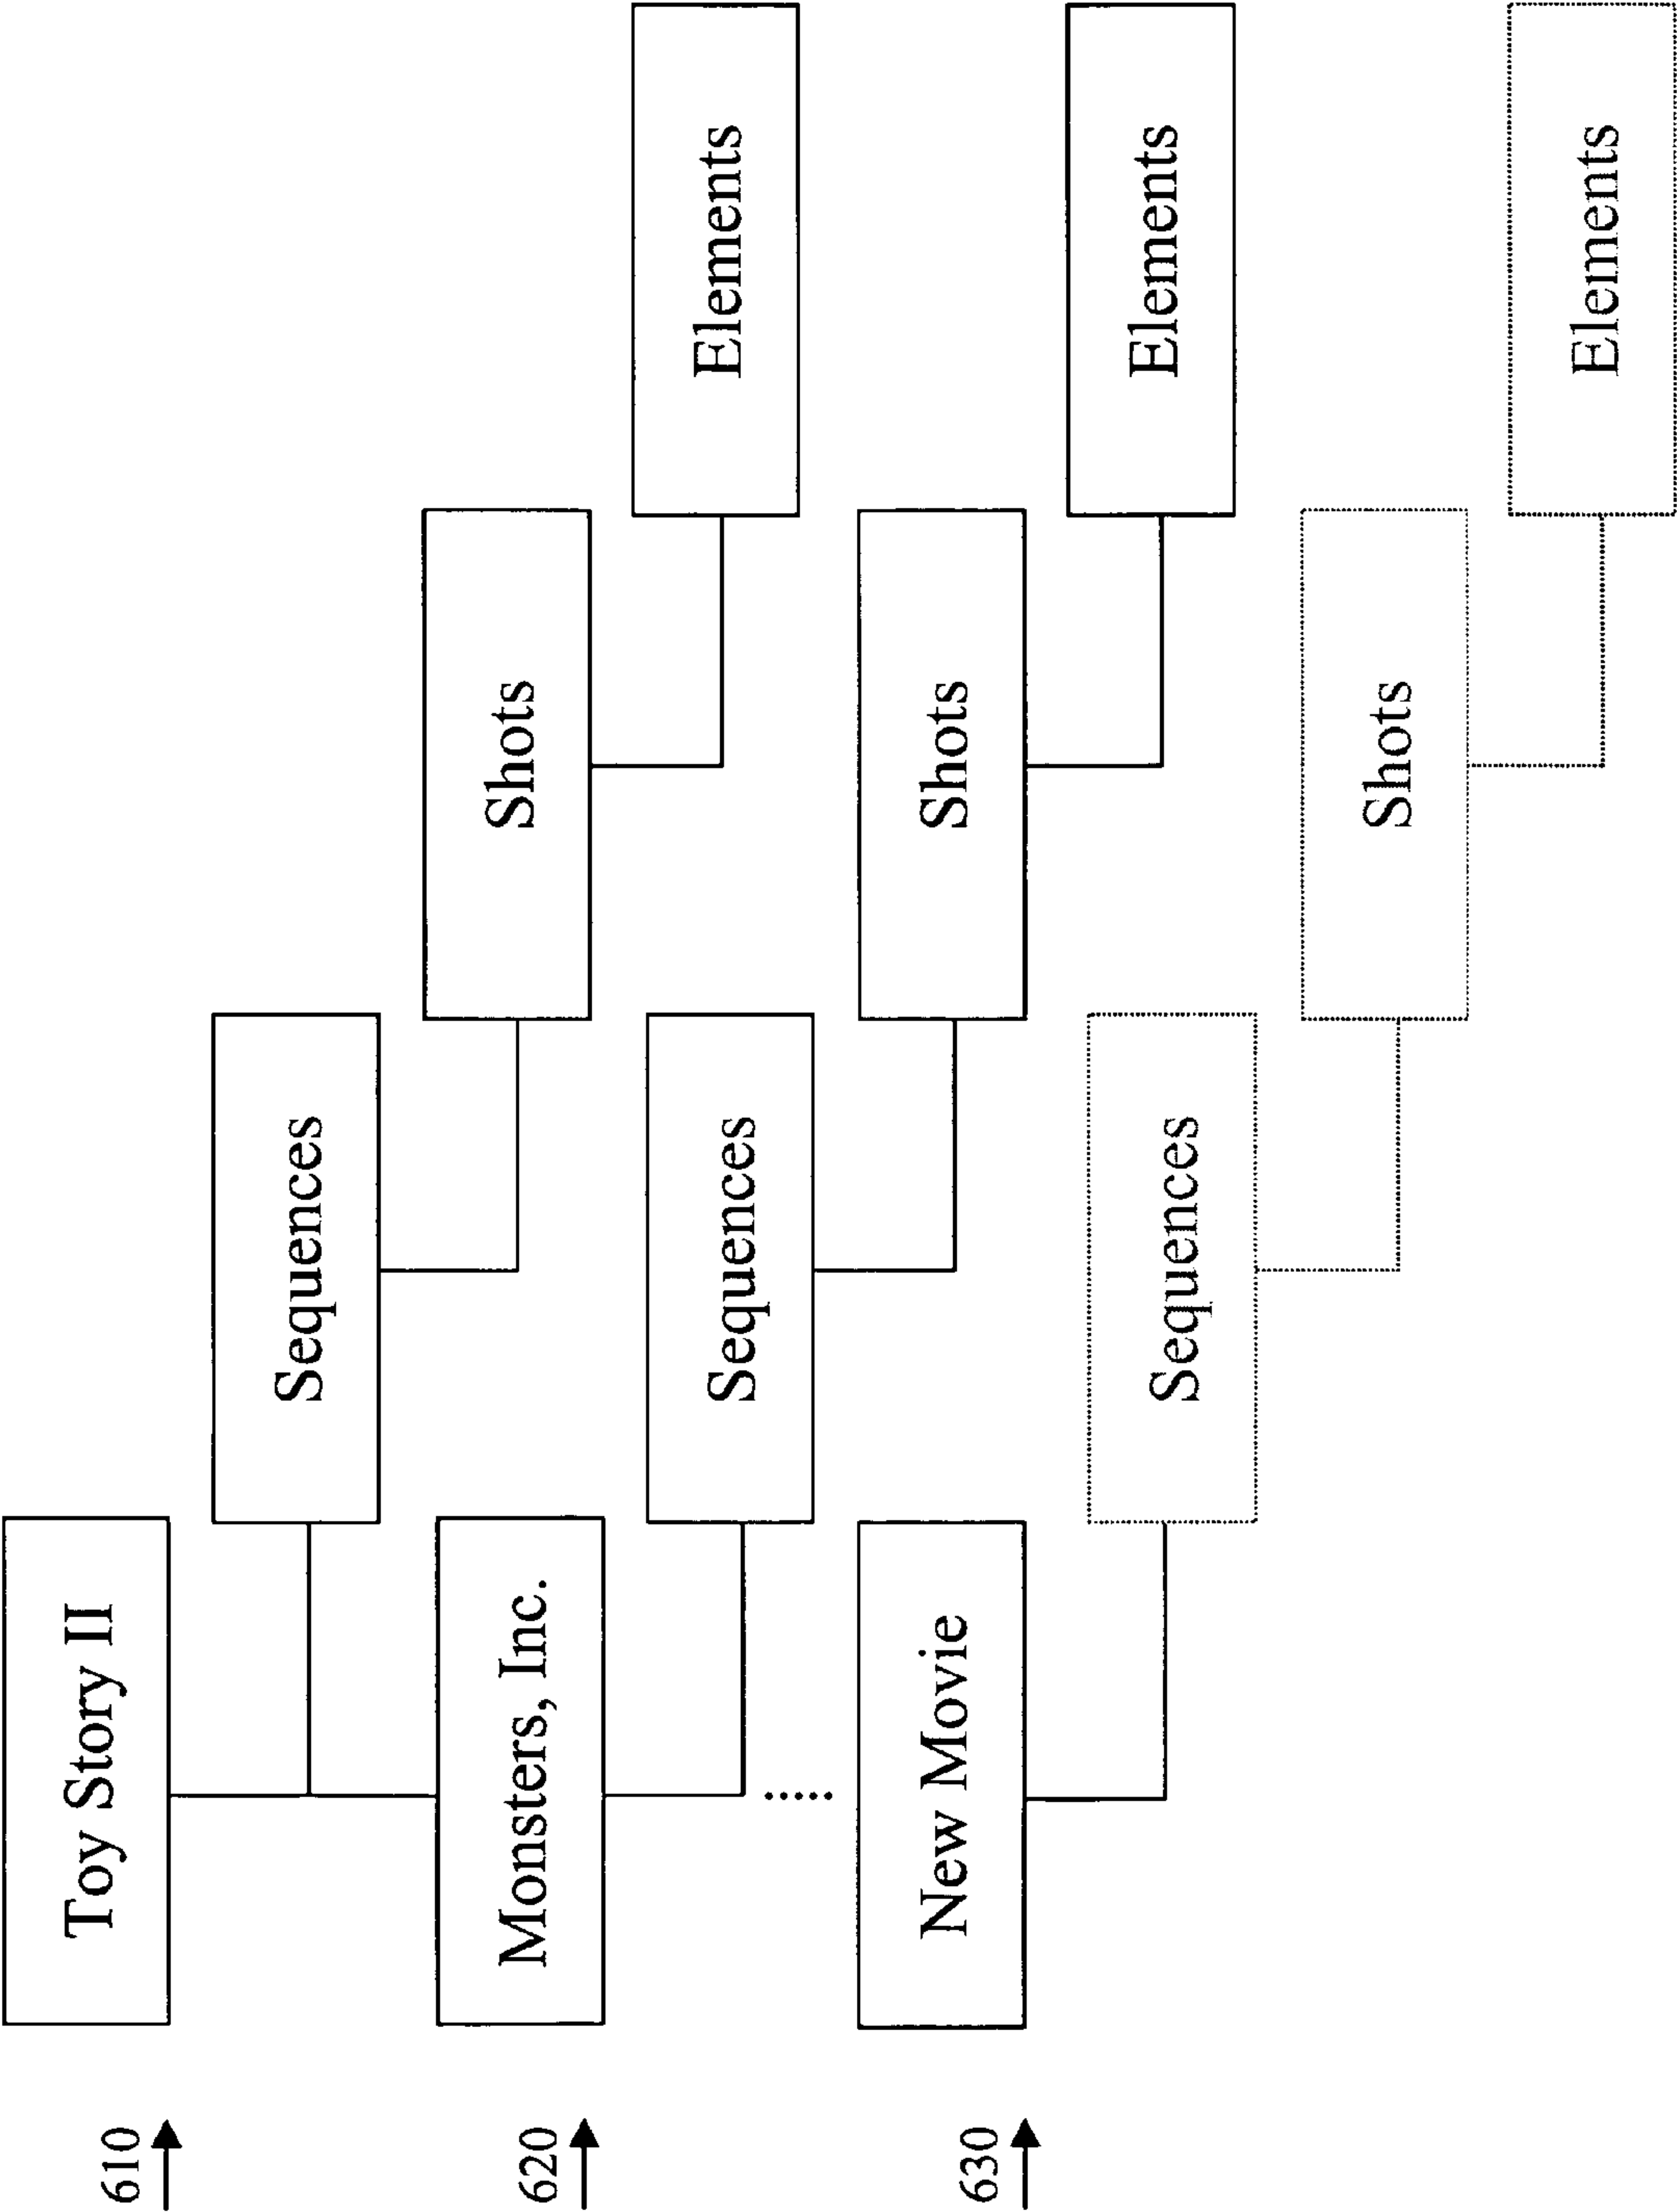 610
Toy Story II
Sequences
Shots
Elements
620
Monsters, Inc.
Sequences
Shots
Elements
630
New Movie
Sequences
Shots
Elements